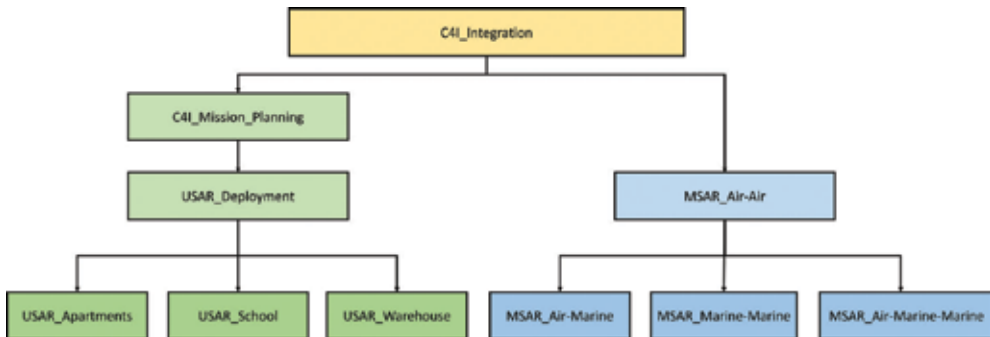 C4I_Integration
C4I_Mission_Planning
USAR_Deployment
MSAR_Air-Air
USAR_Apartments
USAR_School
USAR_Warehouse
MSAR_Air-Marine
MSAR_Marine-Marine
MSAR_Air-Marine-Marine